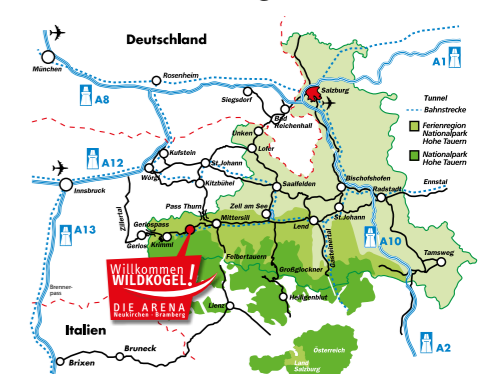 Deutschland
A1
München
Rosenheim
Salzburg
A8
Siegsdorf
Bad
Reichenhall
Tunnel
Bahnstrecke
Ferienregion
Nationalpark
Hohe Tauern
Nationalpark
Hohe Tauern
Unken
Lofer
Kufstein
A12
St.Johann
Wörgl
Kitzbühel
Saalfelden
Bischofshofen
Radstadt
Ennstal
Innsbruck
Zillertal
Pass Thurn
Zell am See
Mittersill
Lend
St.Johann
Gasteinertal
A13
Gerlospass
Gerlos
Krimml
A10
Tamsweg
Felbertauern
Großglockner
Willkommen
WILDKOGEL!
DIE ARENA
Neukirchen - Bramberg
Brenner-
pass
Heiligenblut
Lienz
Italien
A2
Bruneck
Brixen
Österreich
Land
Salzburg